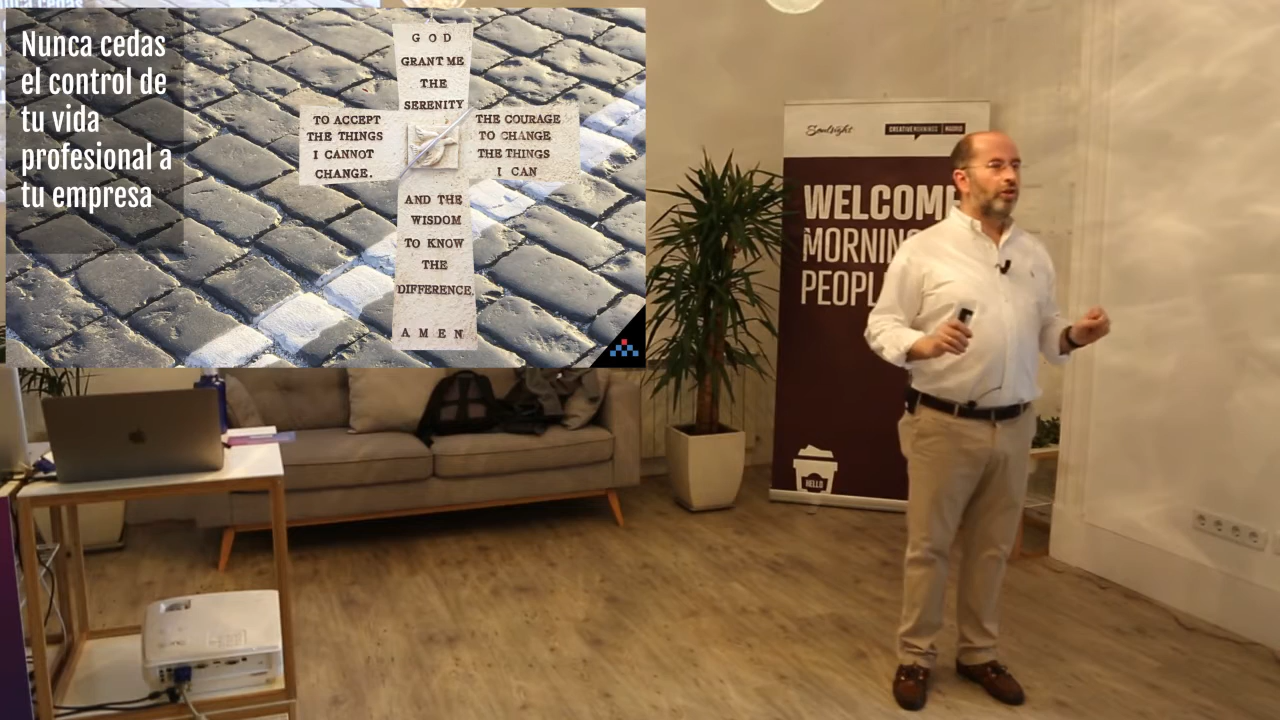 Nunca cedas
el control de
tu vida
profesional a
tu empresa
GOD
GRANT ME
THE
SERENITY
TO ACCEPT
THE THINGS
I CANNOT
CHANGE.
THE COURAGE
TO CHANGE
THE THINGS
I CAN
AND THE
WISDOM
TO KNOW
THE
DIFFERENCE.
AMEN
CREATIVEMORNINGS MADRID
WELCOME
MORNIN
PEOPL
HELLO